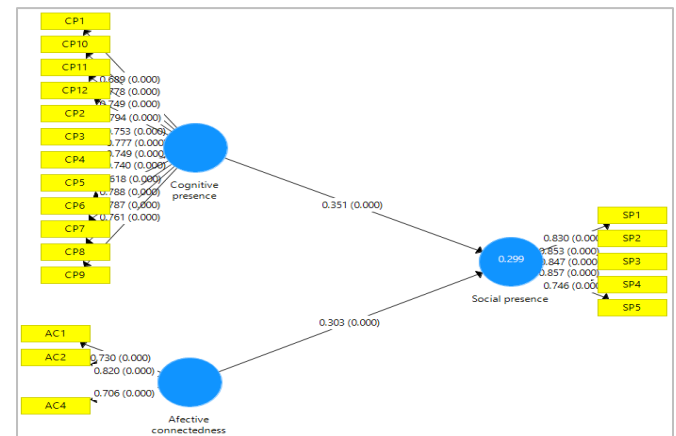 CP1
CP10
CP11
CP12
CP2
CP3
CP4
CP5
CP6
CP7
CP8
CP9
0.689 (0.000)
.778 (0.000)
0.749 (0.000)
.794 (0.000)
.753 (0.000)
0.777 (0.000)
0.749 (0.000)
.740 (0.000)
.618 (0.000)
0.788 (0.000)
.787 (0.000)
0.761 (0.000)
Cognitive
presence
0.351 (0.000)
0.299
Social presence
0.830 (0.000
.853 (0.000)
0.847 (0.000
0.857 (0.000)
0.746 (0.000
SP1
SP2
SP3
SP4
SP5
0.303 (0.000)
AC1
AC2
AC4
0.730 (0.000)
0.820 (0.000)
0.706 (0.000)
Afective
connectedness